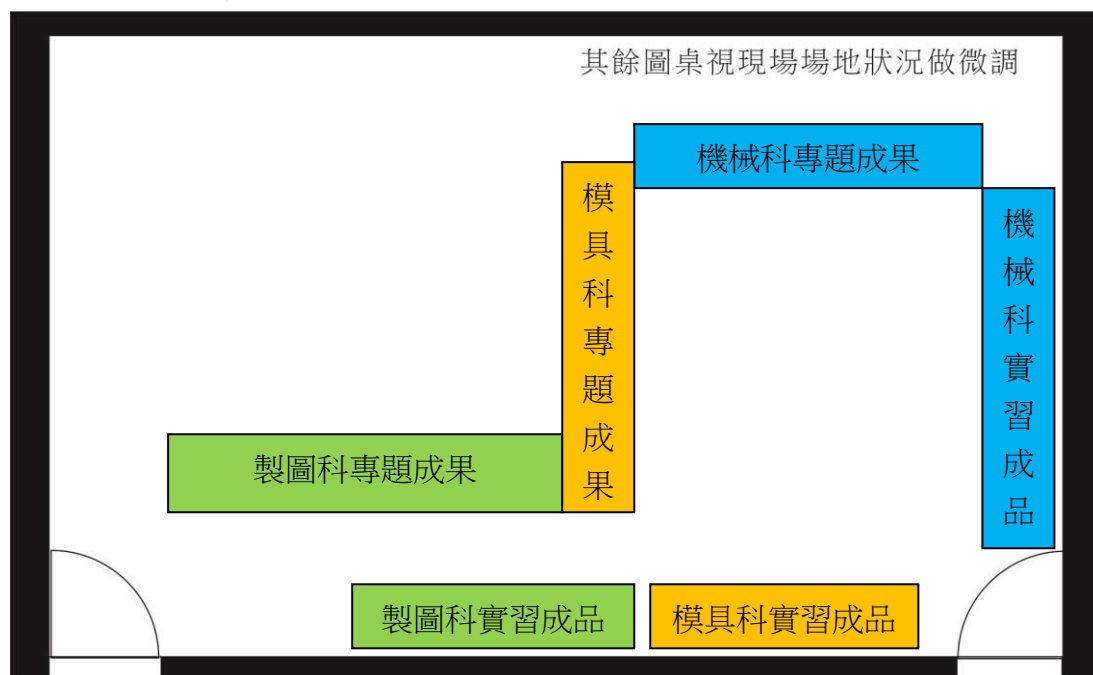 其餘圖桌視現場場地狀況做微調
機械科專題成果
模具科專題成果
機械科實習成品
製圖科專題成果
製圖科實習成品
模具科實習成品